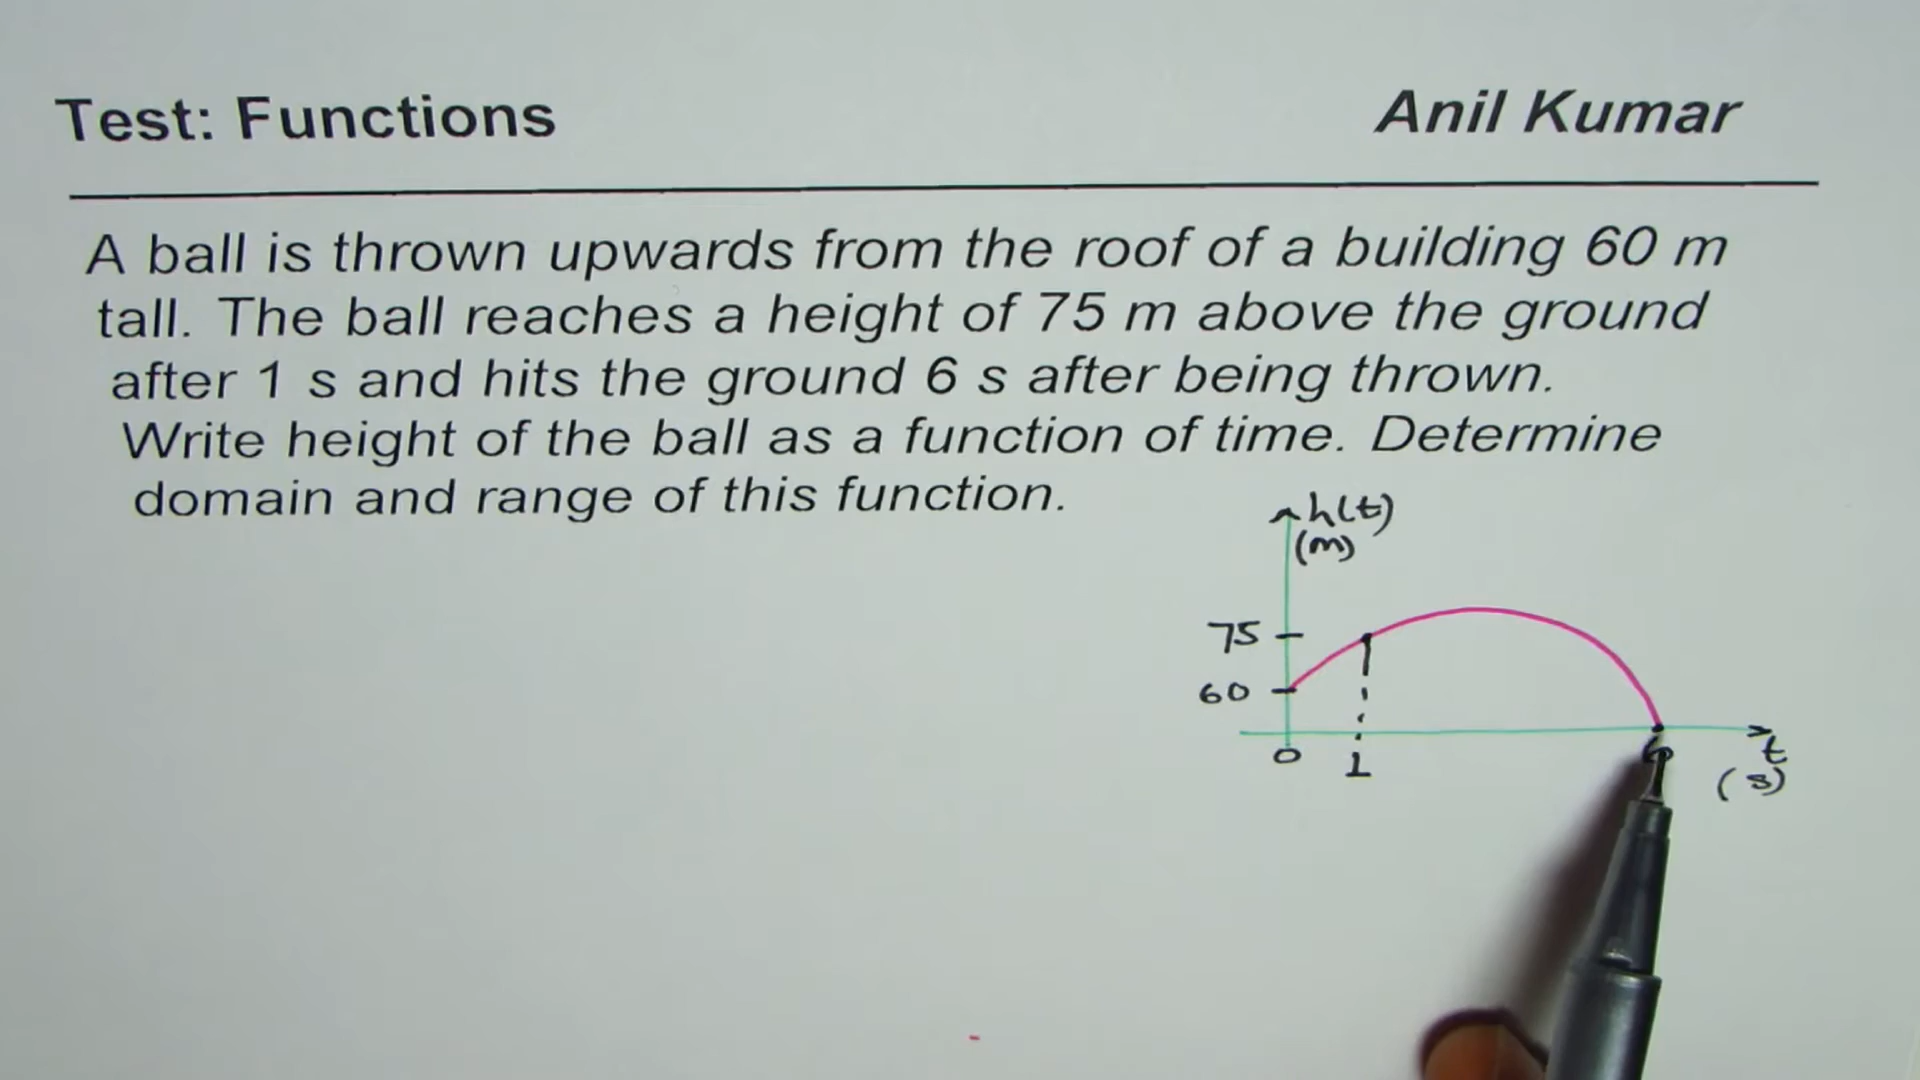 Test: Functions
Anil Kumar
A ball is thrown upwards from the roof of a building 60 m
tall. The ball reaches a height of 75 m above the ground
after 1 s and hits the ground 6 s after being thrown.
Write height of the ball as a function of time. Determine
domain and range of this function.
h(t)
(m)
75
60
0
1
6
t
(s)